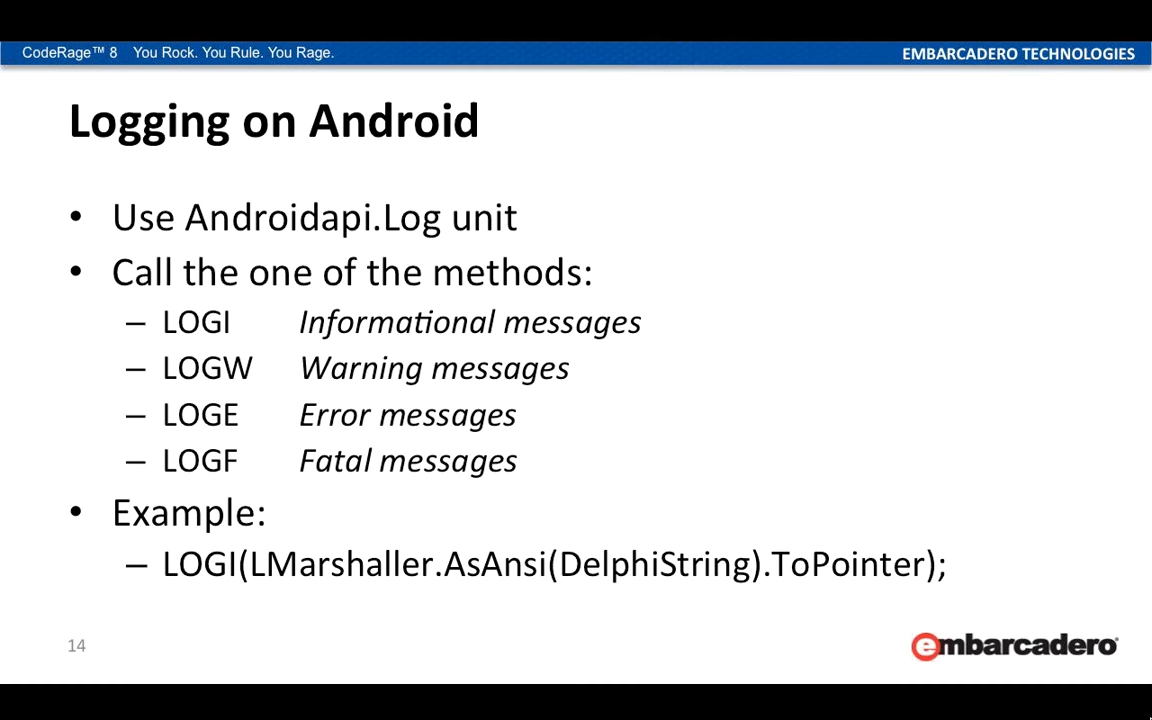 CodeRage™ 8 You Rock. You Rule. You Rage.
EMBARCADERO TECHNOLOGIES
Logging on Android
• Use Androidapi.Log unit
• Call the one of the methods:
– LOGI Informational messages
– LOGW Warning messages
– LOGE Error messages
– LOGF Fatal messages
• Example:
– LOGI(LMarshaller.AsAnsi(DelphiString).ToPointer);
14
embarcadero®